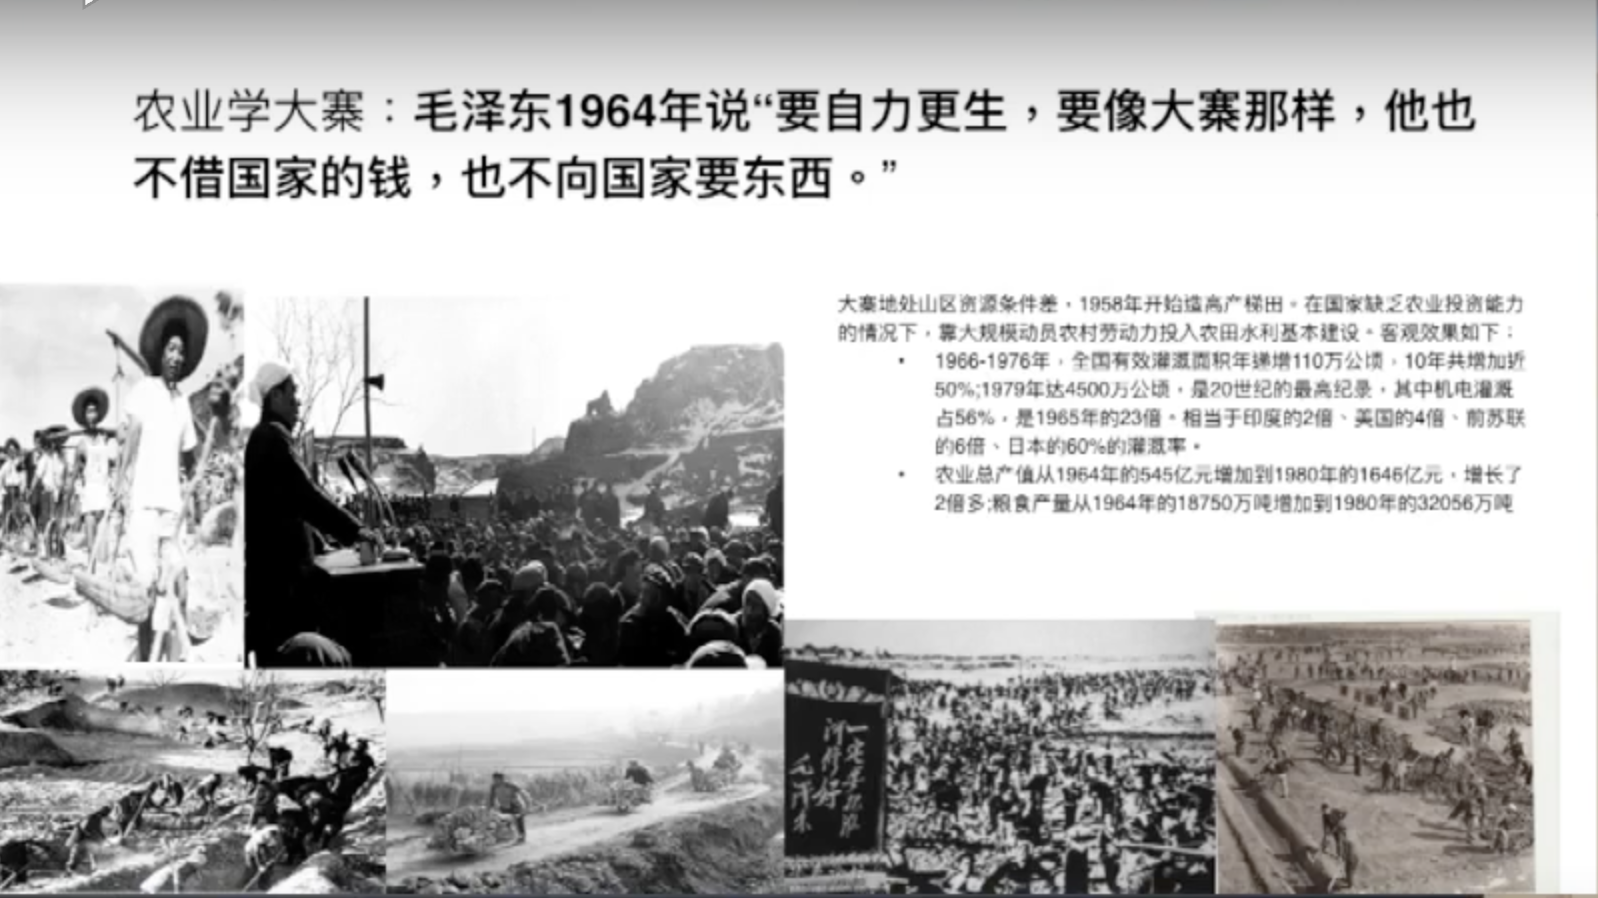 农业学大寨：毛泽东1964年说“要自力更生，要像大寨那样，他也
不借国家的钱，也不向国家要东西。”
大寨地处山区资源条件差，1958年开始造高产梯田。在国家缺乏农业投资能力
的情况下，靠大规模动员农村劳动力投入农田水利基本建设。客观效果如下：
• 1966-1976年，全国有效灌溉面积年递增110万公顷，10年共增加近
50%;1979年达4500万公顷，是20世纪的最高纪录，其中机电灌溉
占56%，是1965年的23倍。相当于印度的2倍、美国的4倍、前苏联
的6倍、日本的60%的灌溉率。
• 农业总产值从1964年的545亿元增加到1980年的1646亿元，增长了
2倍多;粮食产量从1964年的18750万吨增加到1980年的32056万吨
一定要把淮
河修好
毛泽东